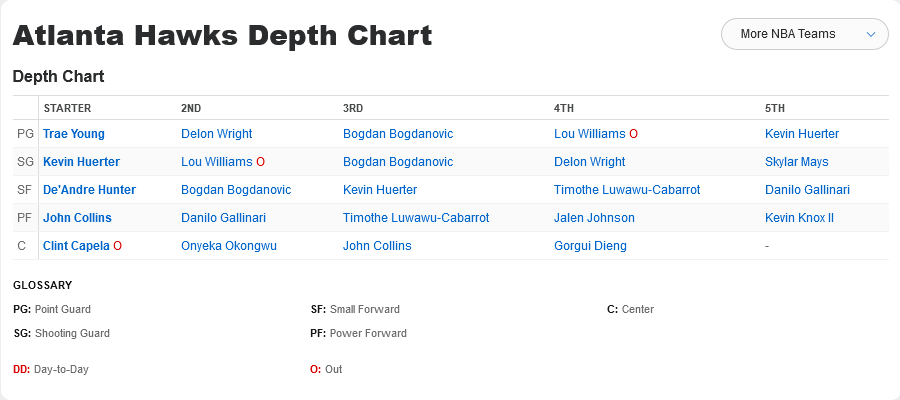 Atlanta Hawks Depth Chart
More NBA Teams
Depth Chart
STARTER 2ND 3RD 4TH 5TH
PG Trae Young Delon Wright Bogdan Bogdanovic Lou Williams O Kevin Huerter
SG Kevin Huerter Lou Williams O Bogdan Bogdanovic Delon Wright Skylar Mays
SF De'Andre Hunter Bogdan Bogdanovic Kevin Huerter Timothe Luwawu-Cabarrot Danilo Gallinari
PF John Collins Danilo Gallinari Timothe Luwawu-Cabarrot Jalen Johnson Kevin Knox II
C Clint Capela O Onyeka Okongwu John Collins Gorgui Dieng -
GLOSSARY
PG: Point Guard SF: Small Forward C: Center
SG: Shooting Guard PF: Power Forward
DD: Day-to-Day O: Out